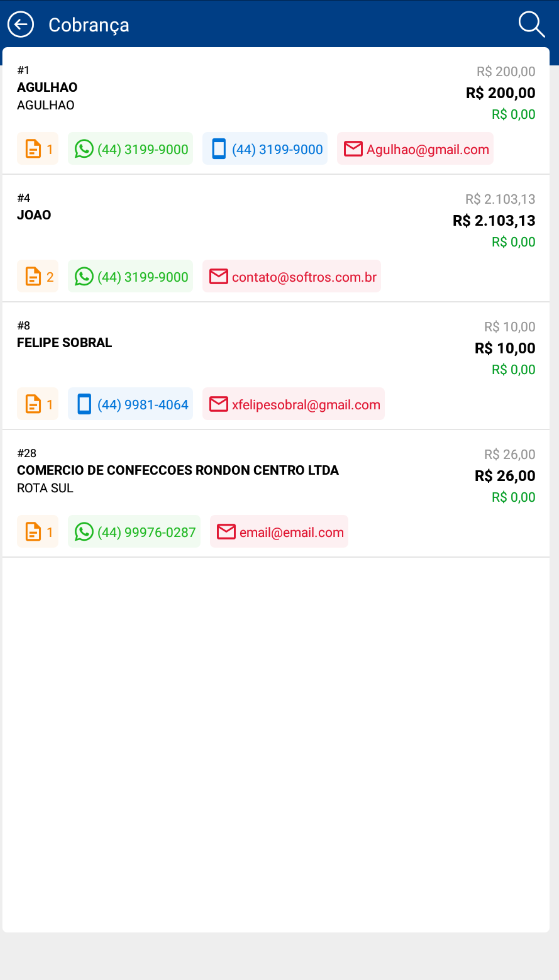 Cobrança
#1
R$ 200,00
AGULHAO
R$ 200,00
AGULHAO
R$ 0,00
1
(44) 3199-9000
(44) 3199-9000
Agulhao@gmail.com
#4
R$ 2.103,13
JOAO
R$ 2.103,13
R$ 0,00
2
(44) 3199-9000
contato@softros.com.br
#8
R$ 10,00
FELIPE SOBRAL
R$ 10,00
R$ 0,00
1
(44) 9981-4064
xfelipesobral@gmail.com
#28
R$ 26,00
COMERCIO DE CONFECCOES RONDON CENTRO LTDA
R$ 26,00
ROTA SUL
R$ 0,00
1
(44) 99976-0287
email@email.com